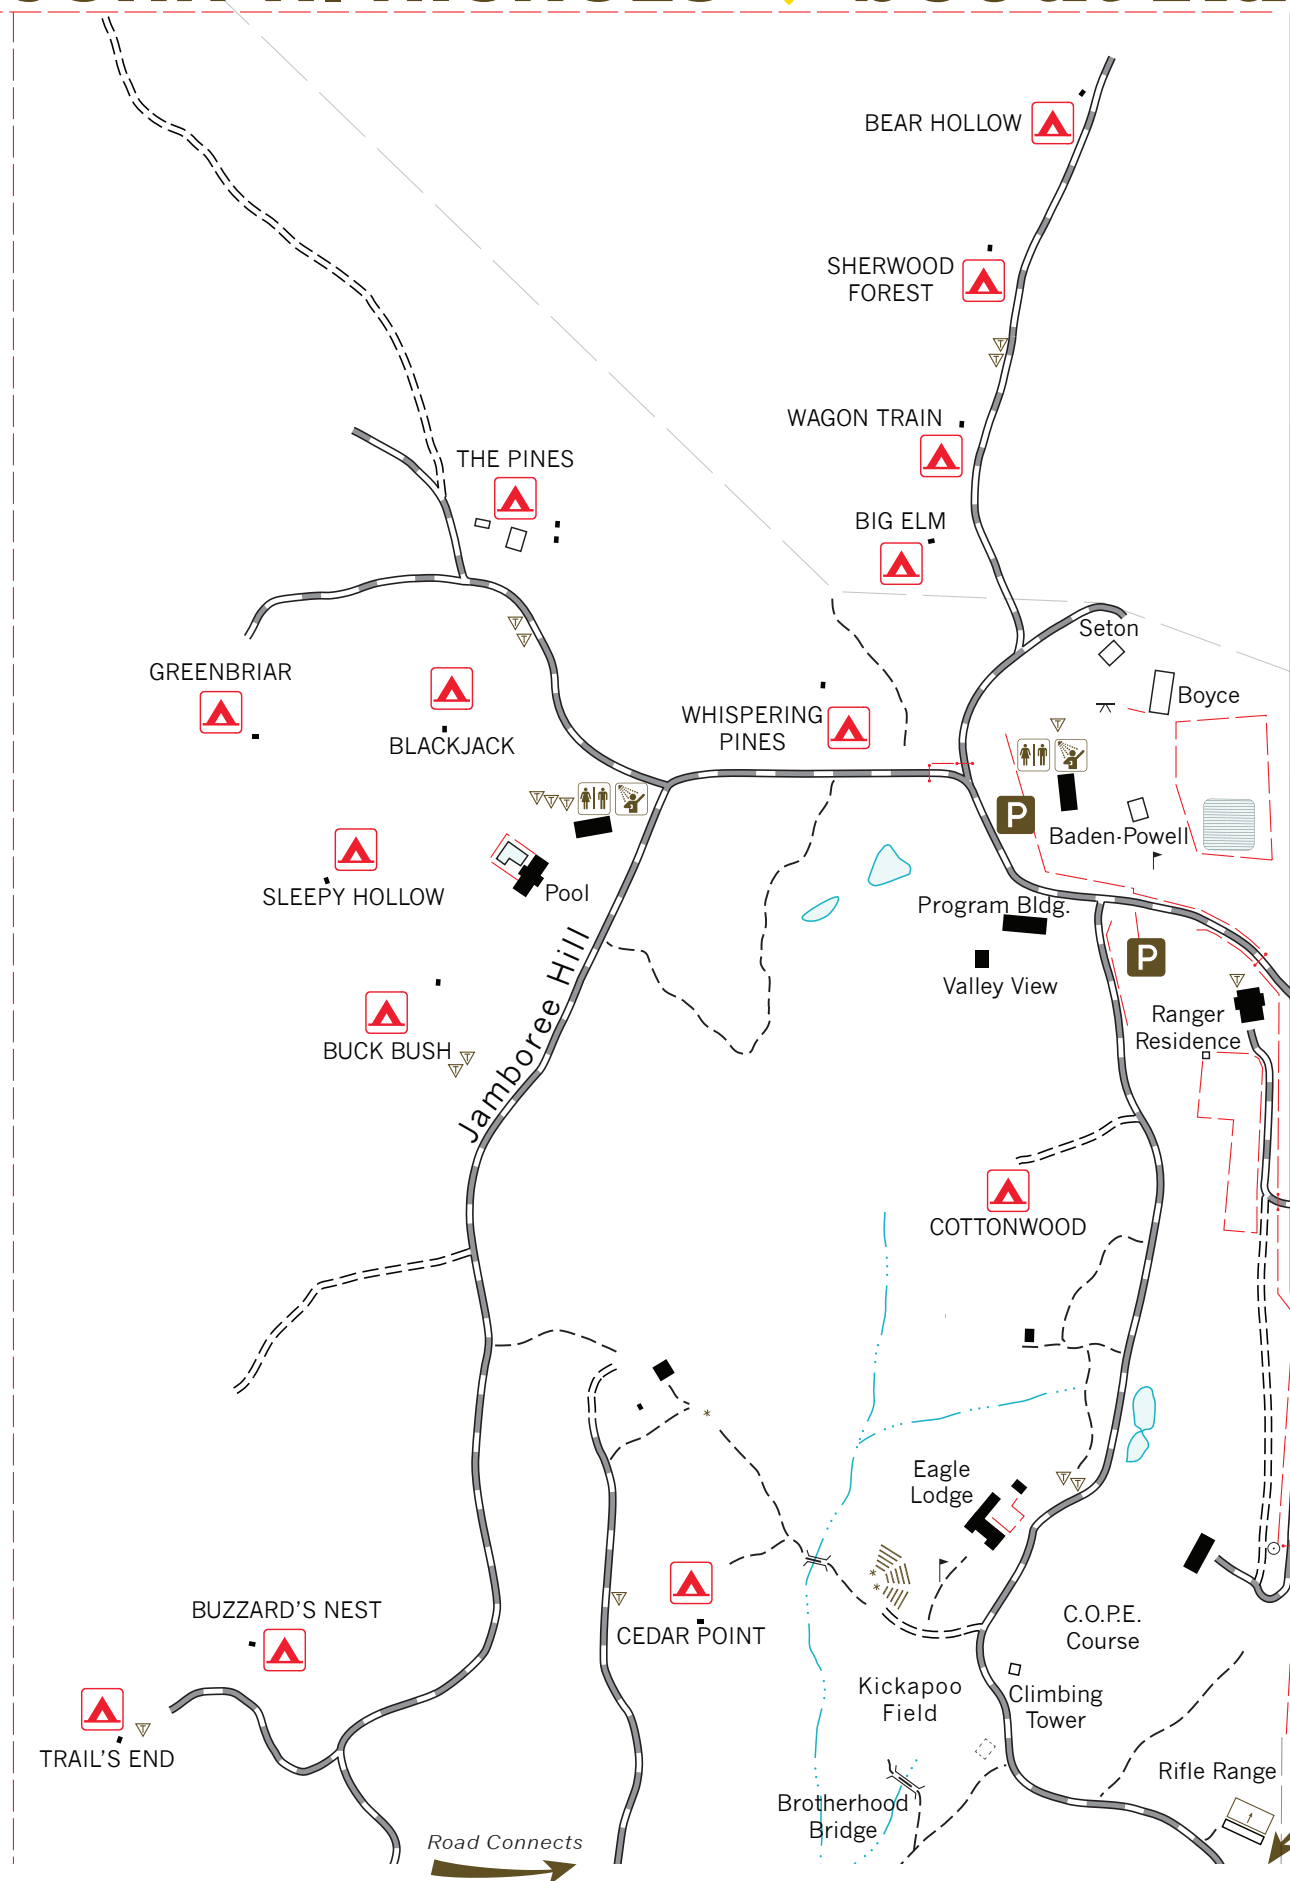 BEAR HOLLOW
SHERWOOD
FOREST
WAGON TRAIN
THE PINES
BIG ELM
Seton
GREENBRIAR
Boyce
WHISPERING
PINES
BLACKJACK
P
Baden-Powell
SLEEPY HOLLOW
Pool
Program Bldg.
P
Valley View
Ranger
Residence
BUCK BUSH
Jamboree Hill
COTTONWOOD
Eagle
Lodge
BUZZARD'S NEST
CEDAR POINT
C.O.P.E.
Course
Kickapoo
Field
Climbing
Tower
TRAIL'S END
Rifle Range
Brotherhood
Bridge
Road Connects